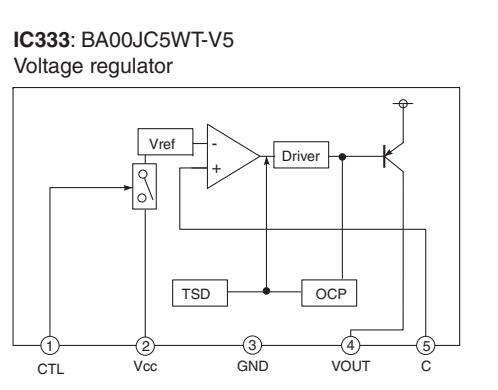 IC333: BA00JC5WT-V5
Voltage regulator
Vref
-
+
Driver
TSD
OCP
1 2 3 4 5
CTL Vcc GND VOUT C